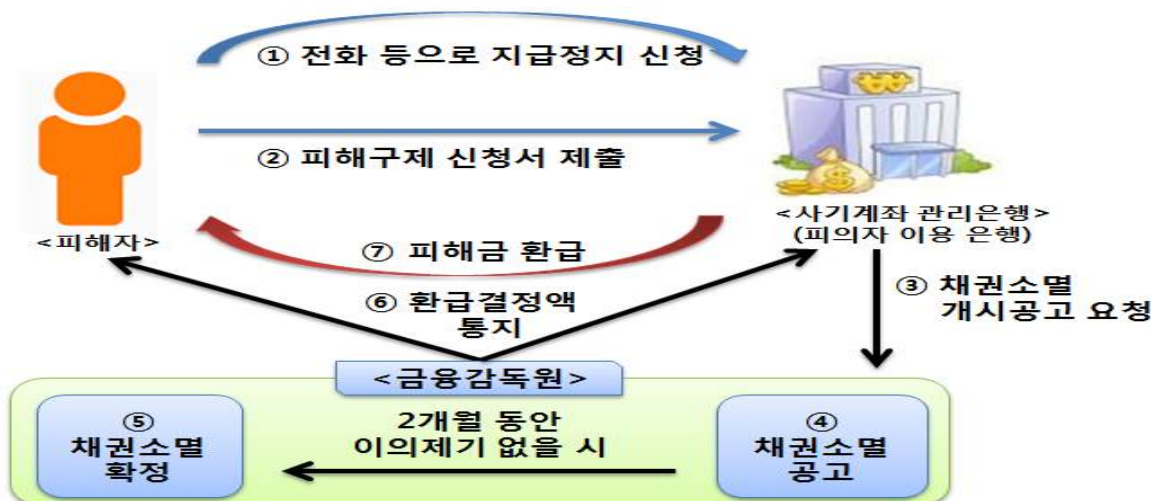 ① 전화 등으로 지급정지 신청
② 피해구제 신청서 제출
<피해자>
<사기계좌 관리은행>
(피의자 이용 은행)
⑦ 피해금 환급
⑥ 환급결정액
통지
③ 채권소멸
개시공고 요청
<금융감독원>
⑤
채권소멸
확정
2개월 동안
이의제기 없을 시
④
채권소멸
공고